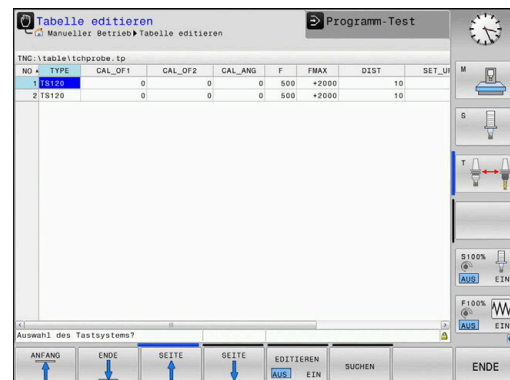 Tabelle editieren
Manueller Betrieb Tabelle editieren
Programm-Test
TNC:\table\tchprobe.tp
NO TYPE CAL_OF1 CAL_OF2 CAL_ANG F FMAX DIST SET_UP
1 TS120 0 0 0 500 +2000 10
2 TS120 0 0 0 500 +2000 10
Auswahl des Tastsystems?
M
S
T
S100%
AUS EIN
F100%
AUS EIN
ANFANG
ENDE
SEITE
SEITE
EDITIEREN
AUS EIN
SUCHEN
ENDE